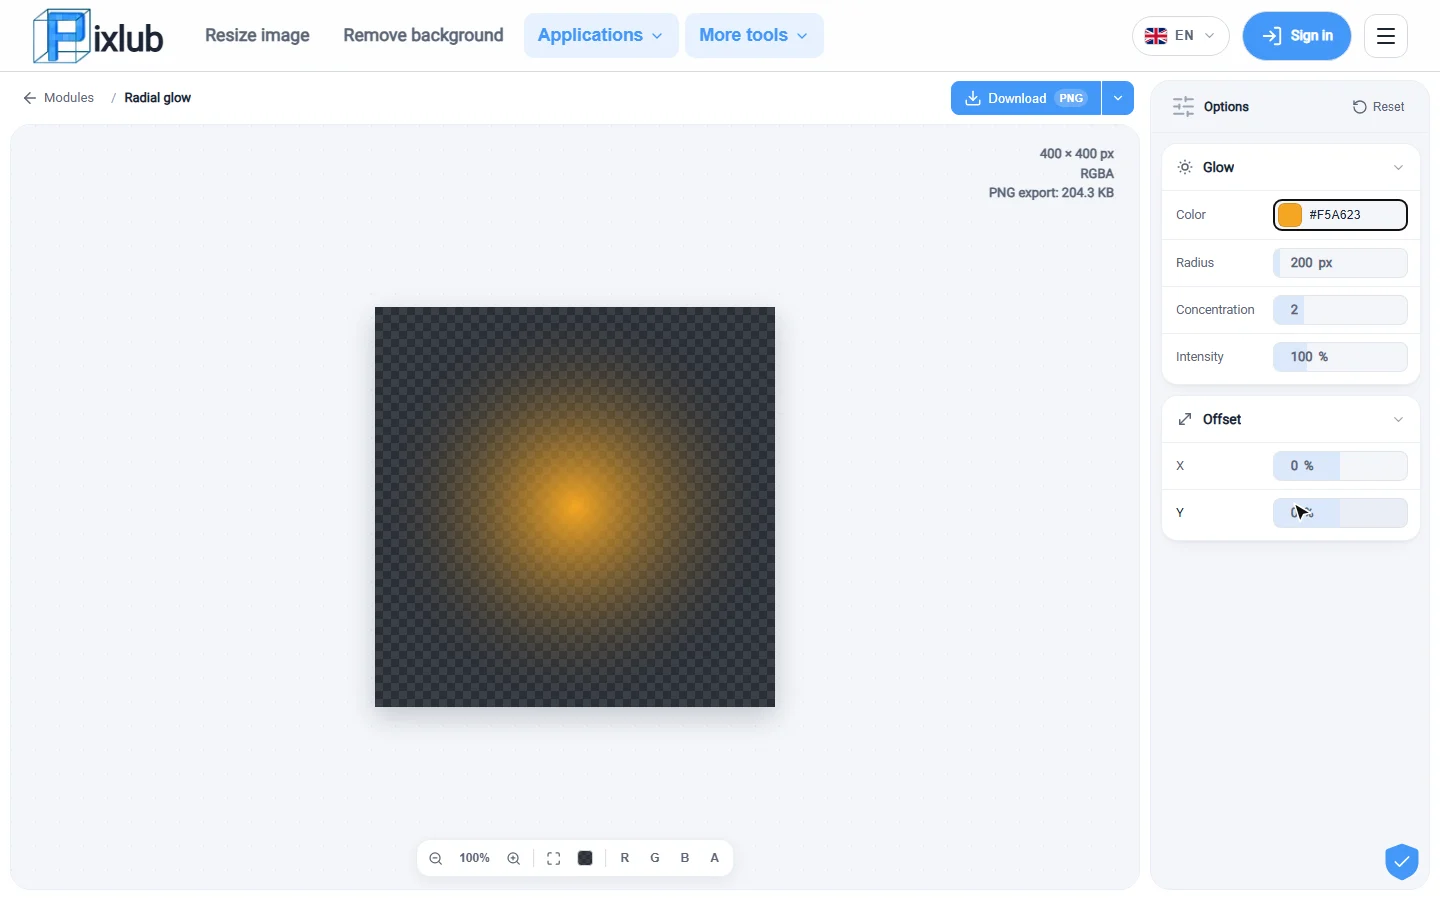 Pixlub
Resize image
Remove background
Applications
More tools
EN
Sign in
Modules / Radial glow
Download PNG
400 × 400 px
RGBA
PNG export: 204.3 KB
100%
R G B A
Options
Reset
Glow
Color #F5A623
Radius 200 px
Concentration 2
Intensity 100 %
Offset
X 0 %
Y